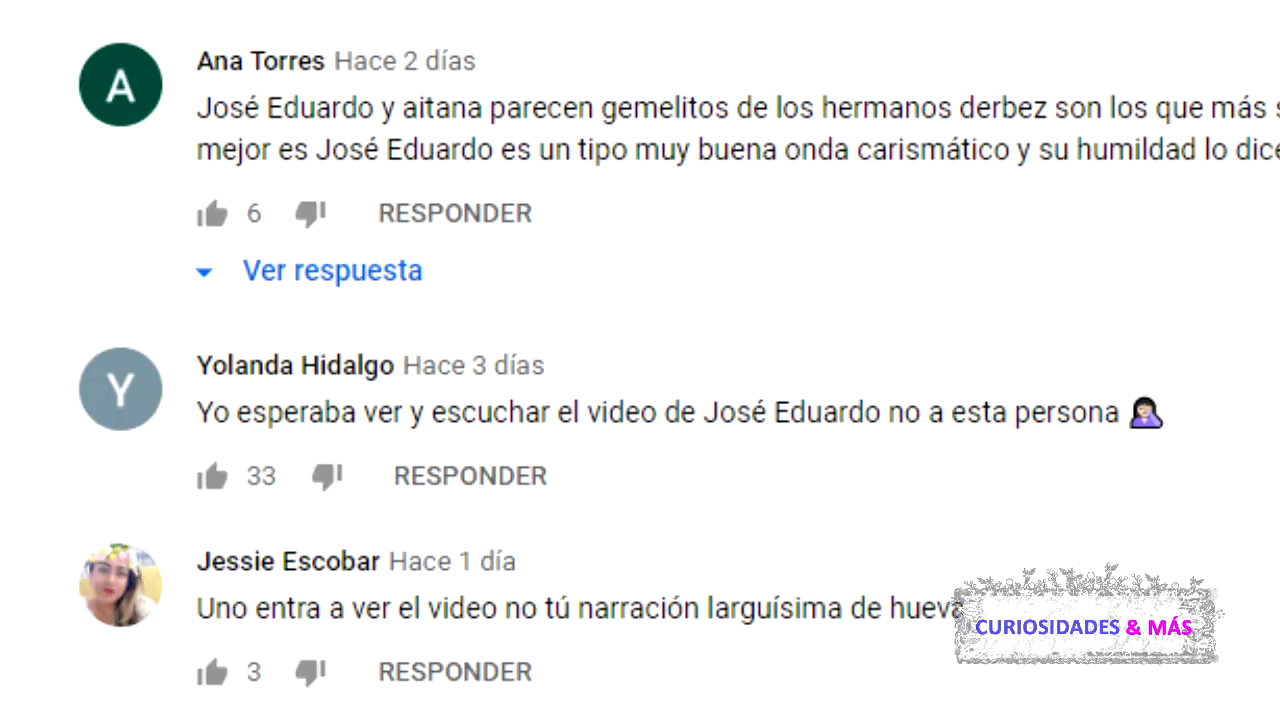 A
Ana Torres Hace 2 días
José Eduardo y aitana parecen gemelitos de los hermanos derbez son los que más
mejor es José Eduardo es un tipo muy buena onda carismático y su humildad lo
6 RESPONDER
Ver respuesta
Y
Yolanda Hidalgo Hace 3 días
Yo esperaba ver y escuchar el video de José Eduardo no a esta persona 🤦🏻‍♀️
33 RESPONDER
Jessie Escobar Hace 1 día
Uno entra a ver el video no tú narración larguísima de hueva
CURIOSIDADES & MÁS
3 RESPONDER